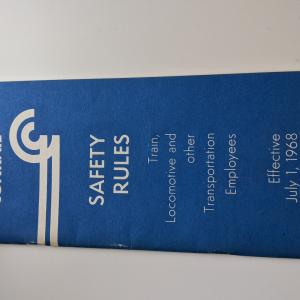 SAFETY
RULES
Train,
Locomotive and
other
Transportation
Employees
Effective
July 1, 1968